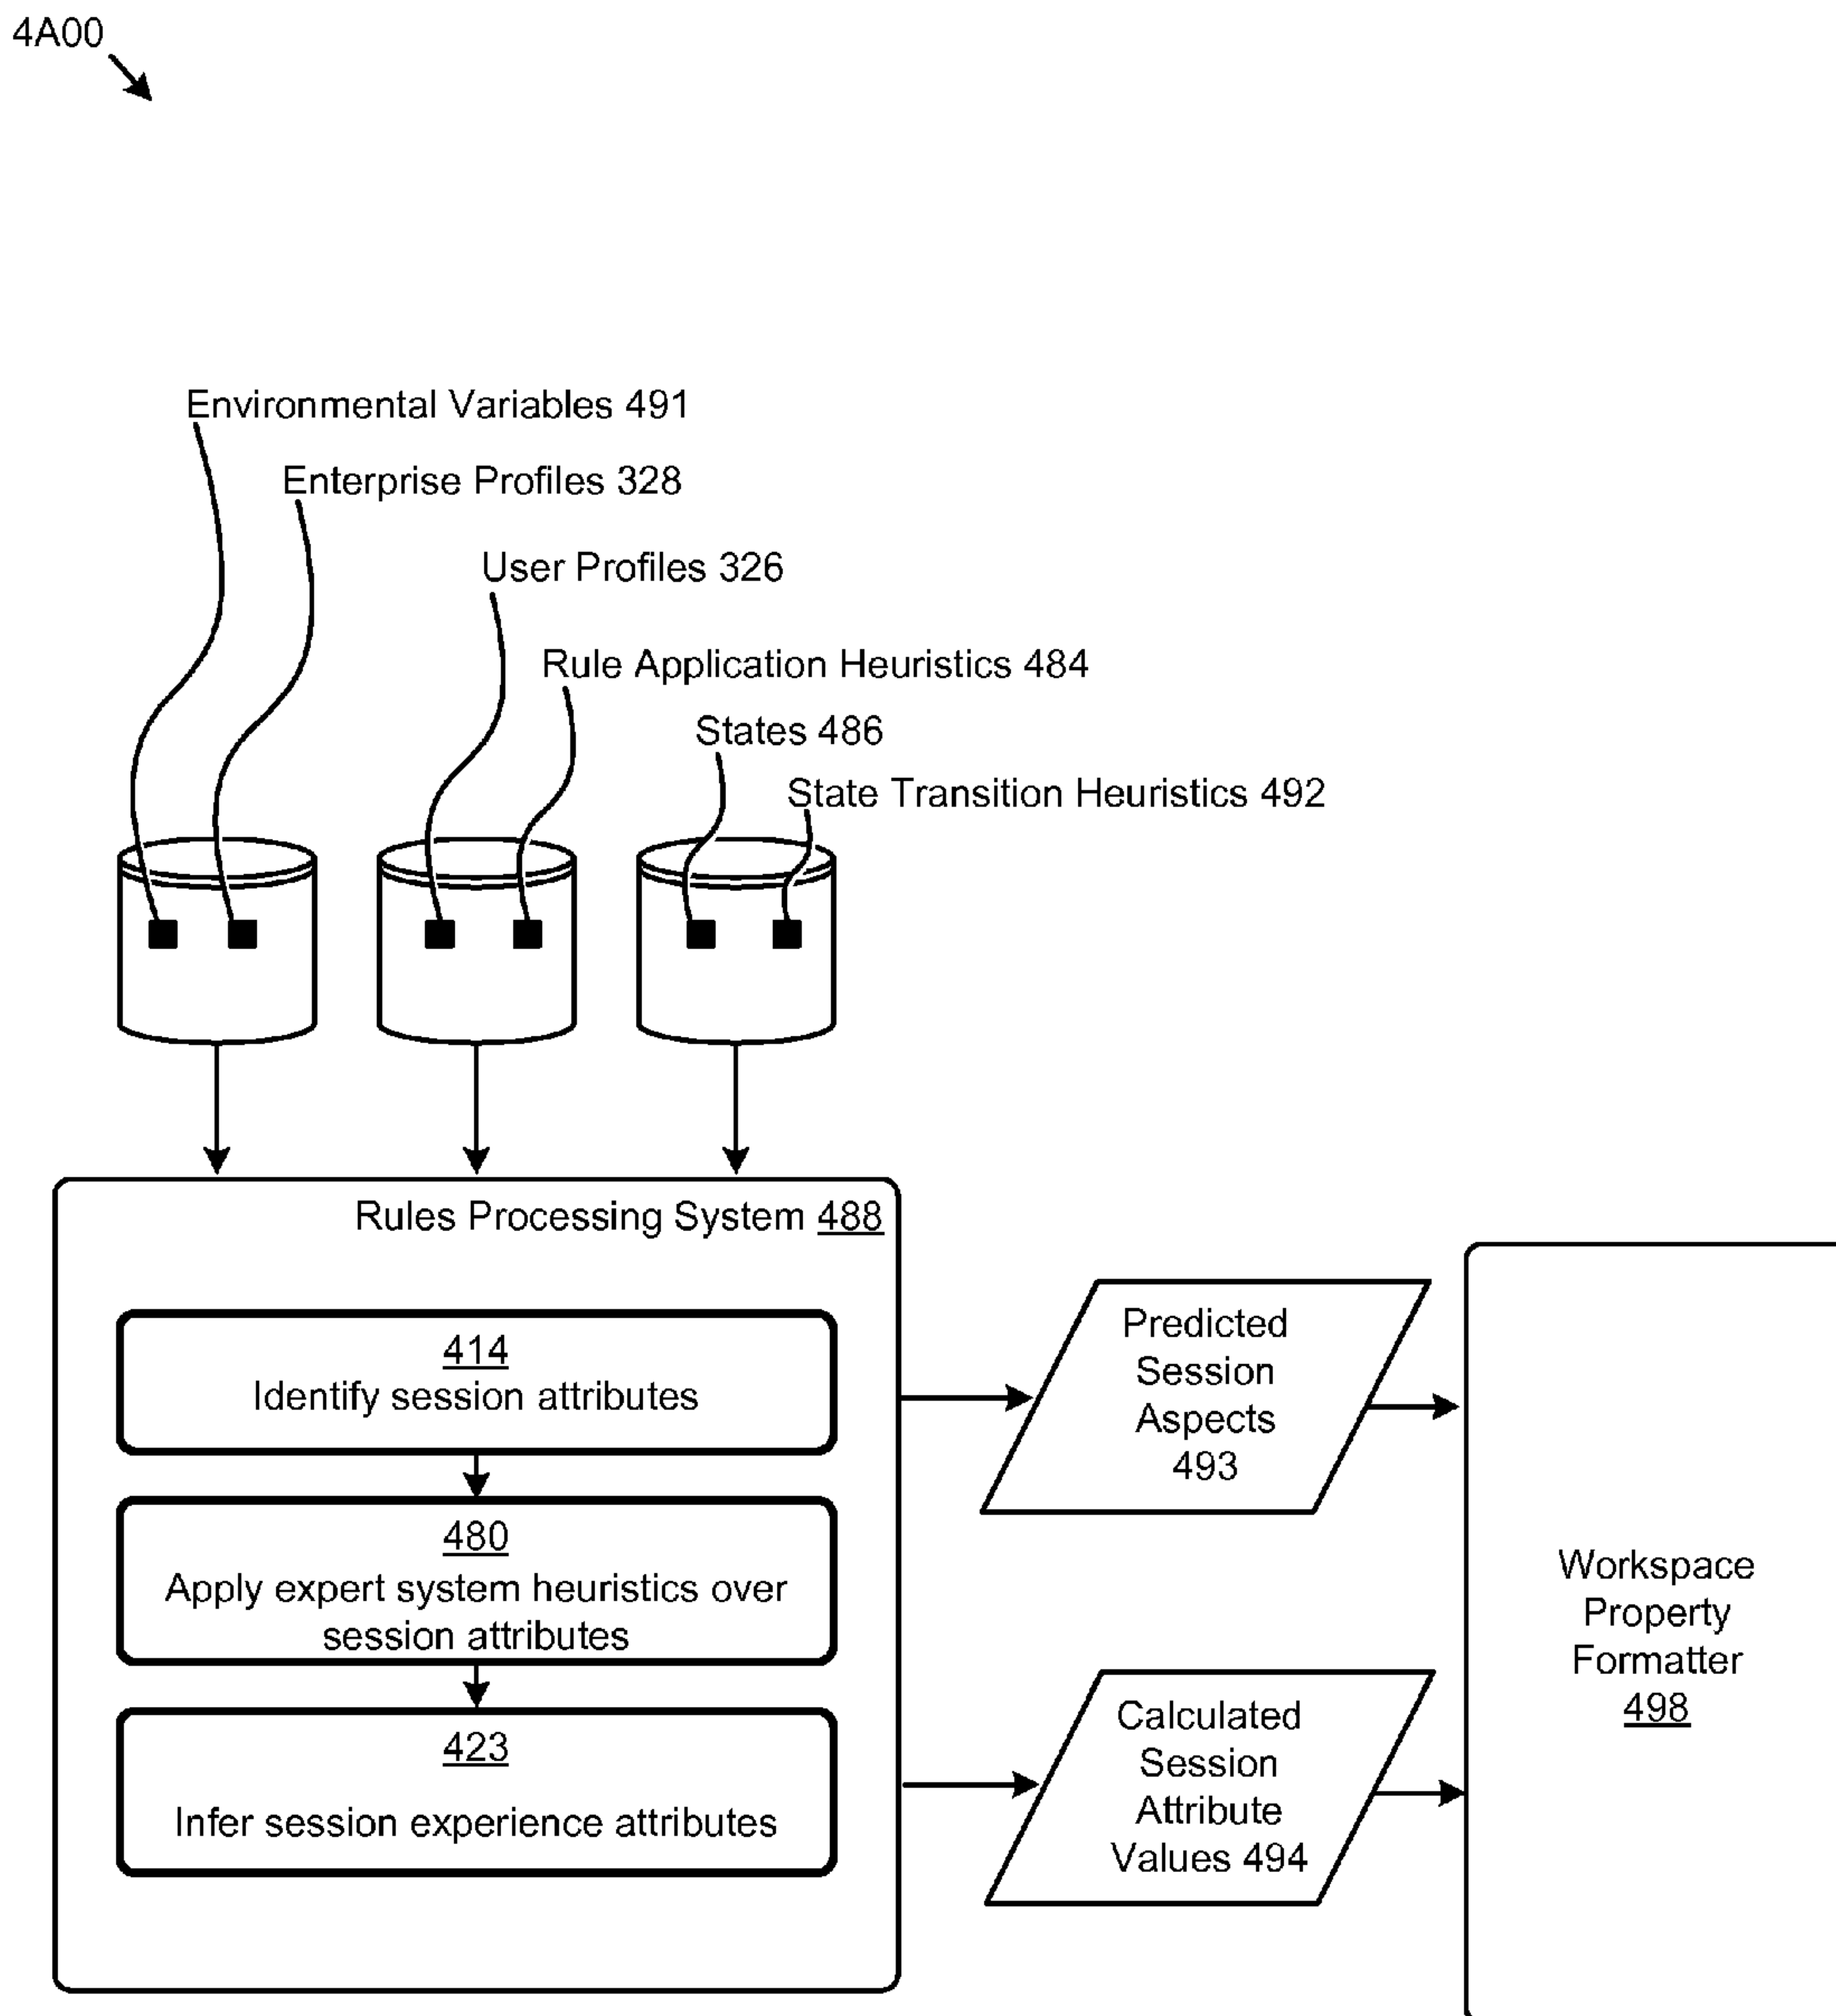 4A00
Environmental Variables 491
Enterprise Profiles 328
User Profiles 326
Rule Application Heuristics 484
States 486
State Transition Heuristics 492
Rules Processing System 488
414
Identify session attributes
480
Apply expert system heuristics over
session attributes
423
Infer session experience attributes
Predicted
Session
Aspects
493
Calculated
Session
Attribute
Values 494
Workspace
Property
Formatter
498